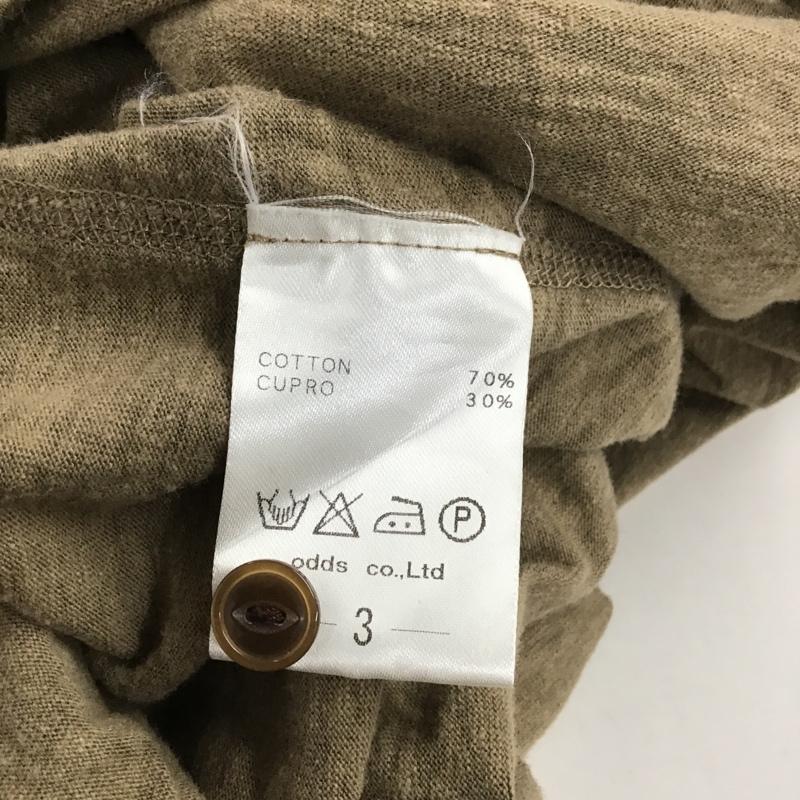 COTTON 70%
CUPRO 30%
P
odds co.,Ltd
3